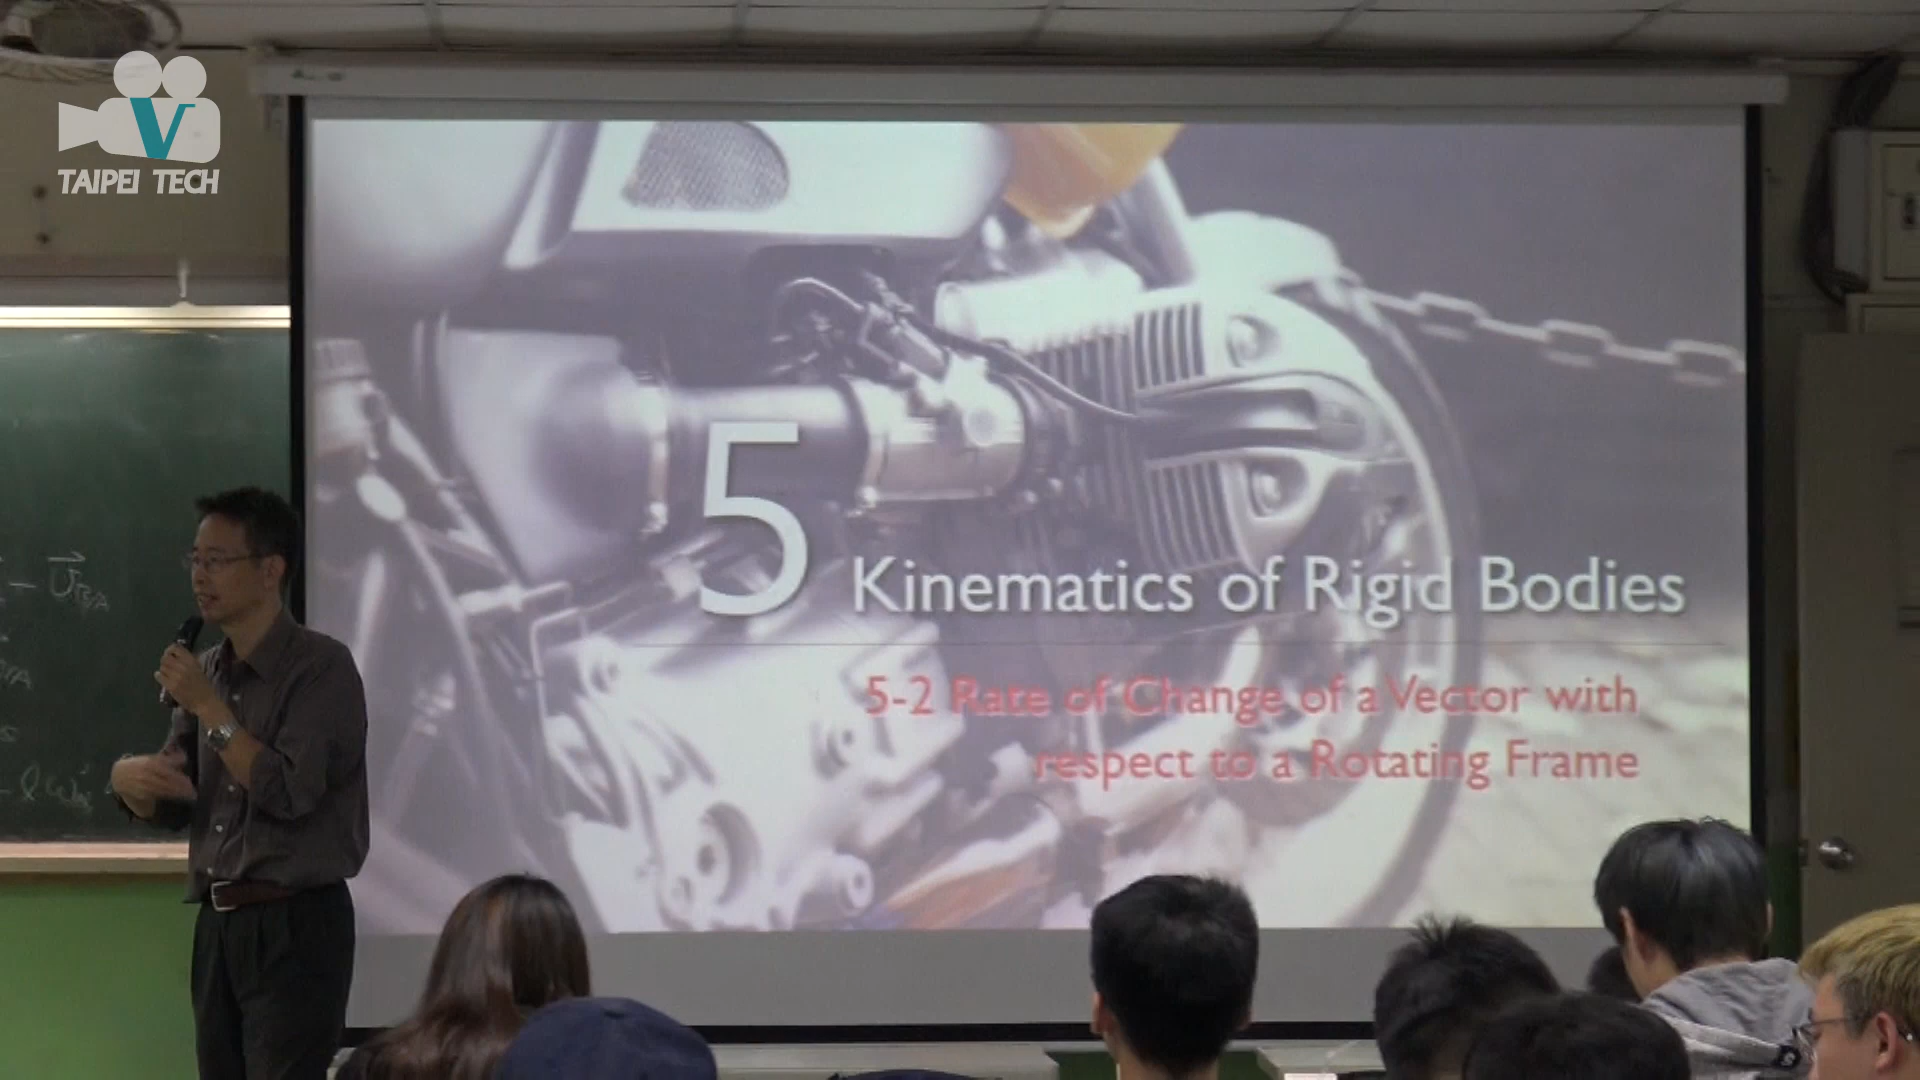 V
TAIPEI TECH
5 Kinematics of Rigid Bodies
5-2 Rate of Change of a Vector with
respect to a Rotating Frame